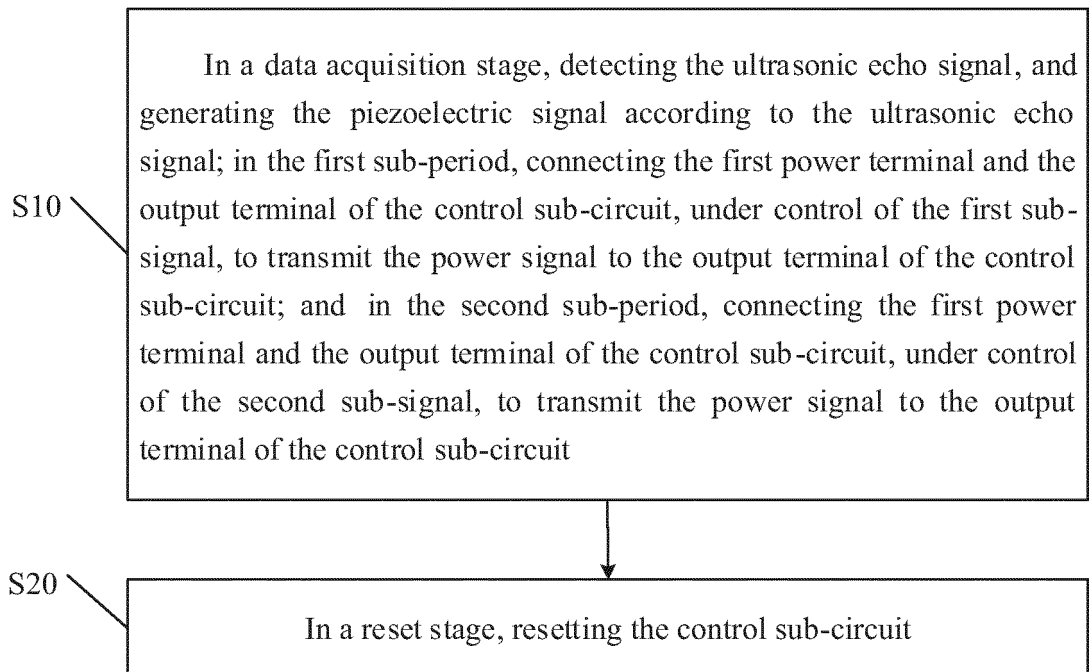 In a data acquisition stage, detecting the ultrasonic echo signal, and
generating the piezoelectric signal according to the ultrasonic echo
signal; in the first sub-period, connecting the first power terminal and the
output terminal of the control sub-circuit, under control of the first sub-
signal, to transmit the power signal to the output terminal of the control
sub-circuit; and in the second sub-period, connecting the first power
terminal and the output terminal of the control sub-circuit, under control
of the second sub-signal, to transmit the power signal to the output
terminal of the control sub-circuit
S10
S20
In a reset stage, resetting the control sub-circuit